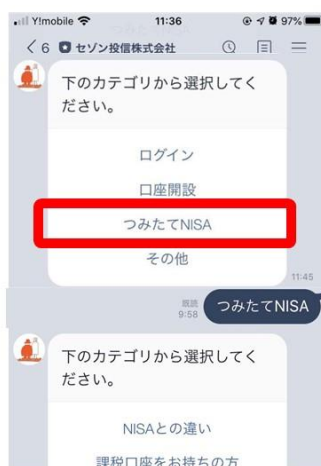 Y!mobile 11:36 97%
6 セゾン投信株式会社
下のカテゴリから選択してく
ださい。
ログイン
口座開設
つみたてNISA
その他
11:45
既読
9:58
つみたてNISA
下のカテゴリから選択してく
ださい。
NISAとの違い
課税口座をお持ちの方